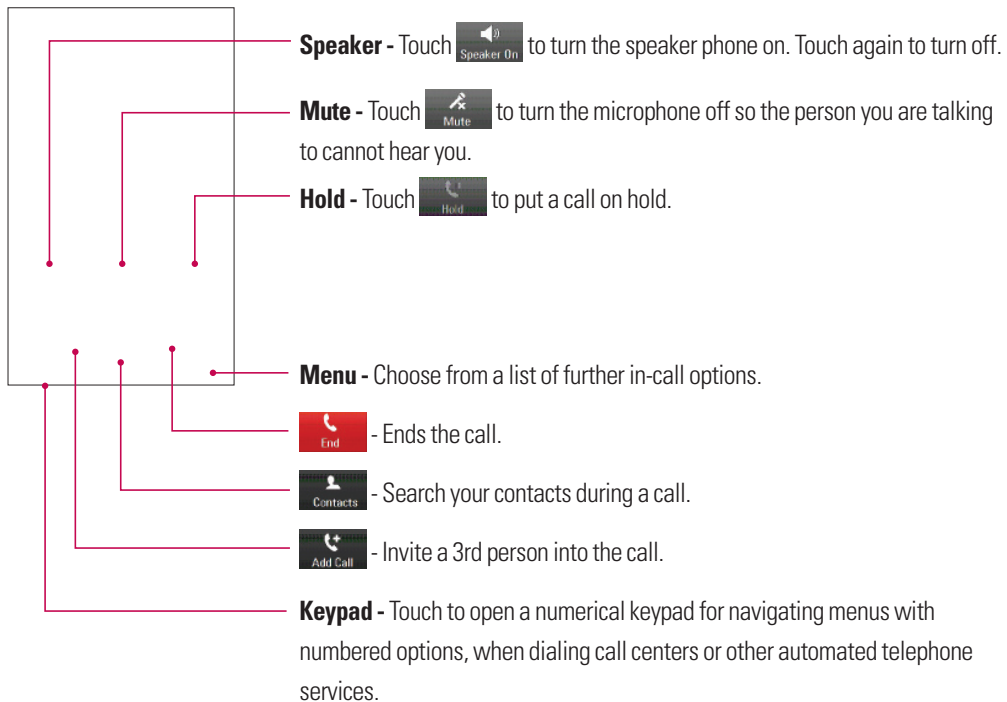 Speaker - Touch Speaker On to turn the speaker phone on. Touch again to turn off.
Mute - Touch Mute to turn the microphone off so the person you are talking
to cannot hear you.
Hold - Touch Hold to put a call on hold.
Menu - Choose from a list of further in-call options.
End - Ends the call.
Contacts - Search your contacts during a call.
Add Call - Invite a 3rd person into the call.
Keypad - Touch to open a numerical keypad for navigating menus with
numbered options, when dialing call centers or other automated telephone
services.